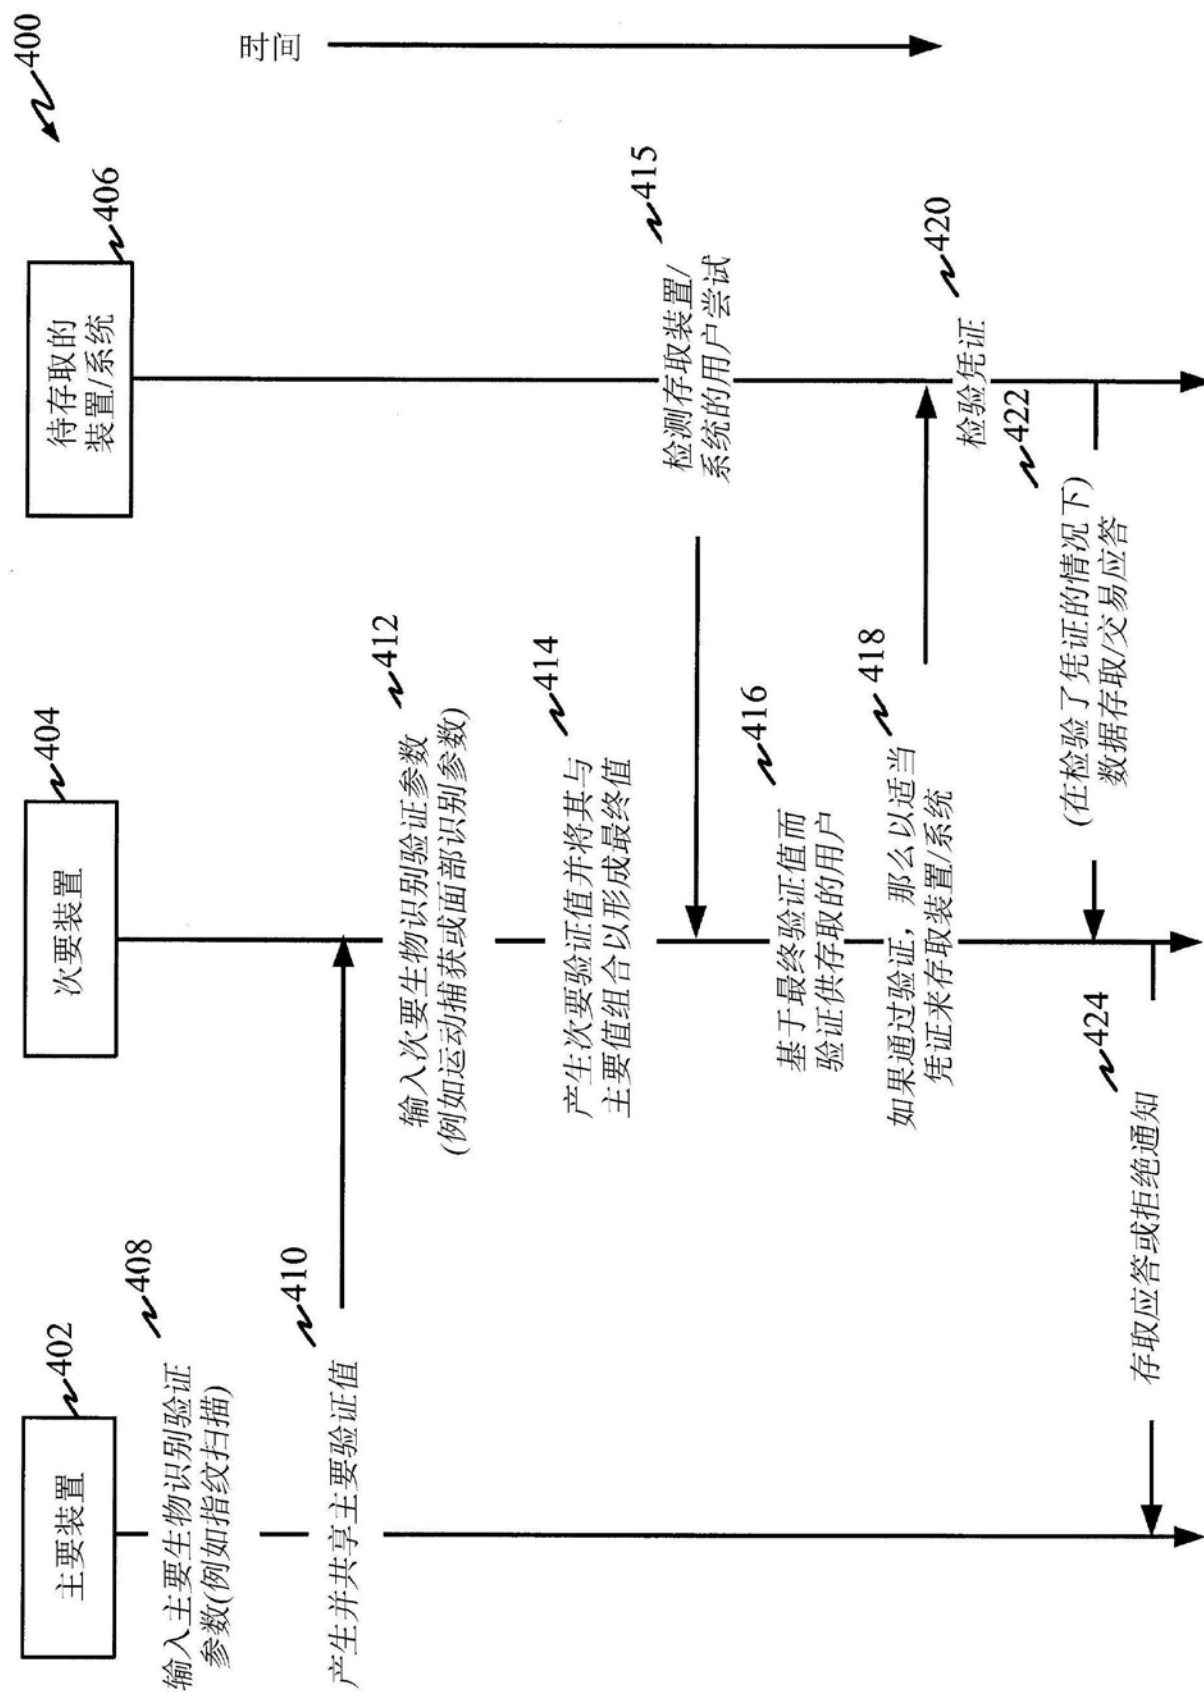 400
主要装置
402
次要装置
404
待存取的
装置/系统
406
时间
输入主要生物识别验证
参数(例如指纹扫描)
408
产生并共享主要验证值
410
输入次要生物识别验证参数
(例如运动捕获或面部识别参数)
412
产生次要验证值并将其与
主要值组合以形成最终值
414
检测存取装置/
系统的用户尝试
415
基于最终验证值而
验证供存取的用户
416
如果通过验证,那么以适当
凭证来存取装置/系统
418
检验凭证
420
422
(在检验了凭证的情况下)
数据存取/交易应答
424
存取应答或拒绝通知